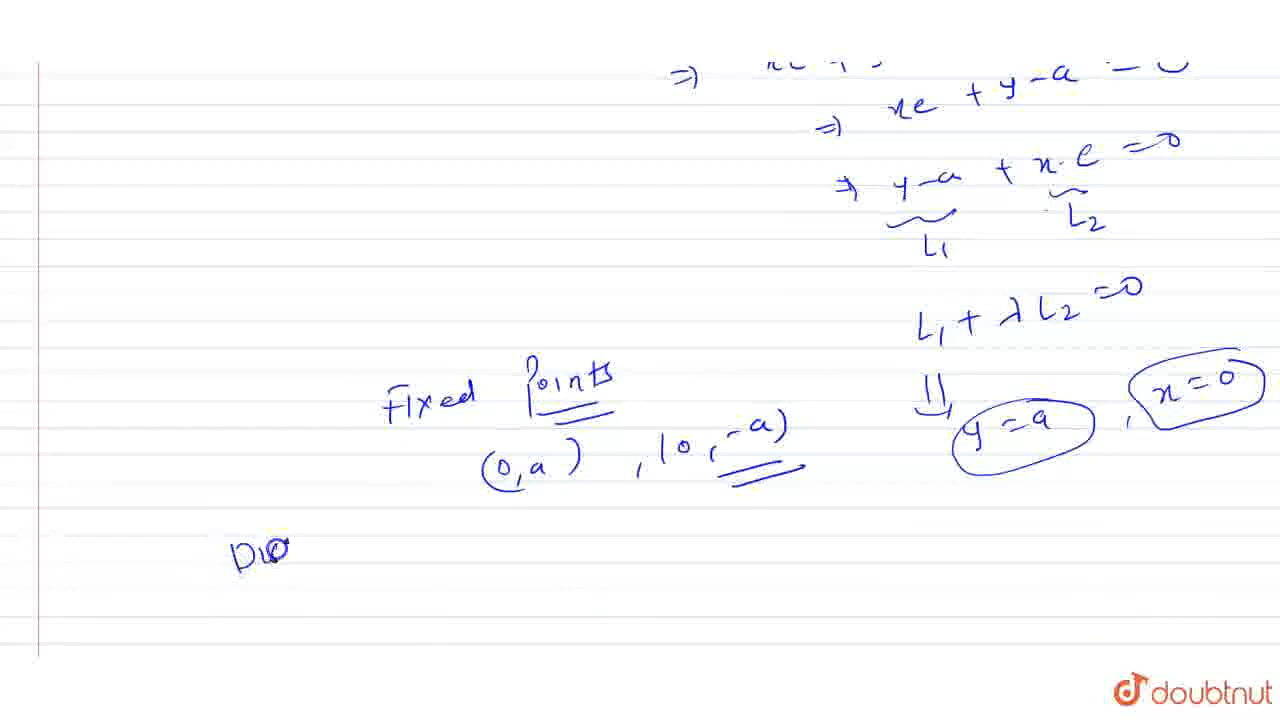 ⇒ xe + y - a = 0
⇒ y - a + x·e = 0
L₁ L₂
L₁ + λL₂ = 0
⇓
y = a , x = 0
Fixed Points
(0, a) , (0, -a)
doubtnut